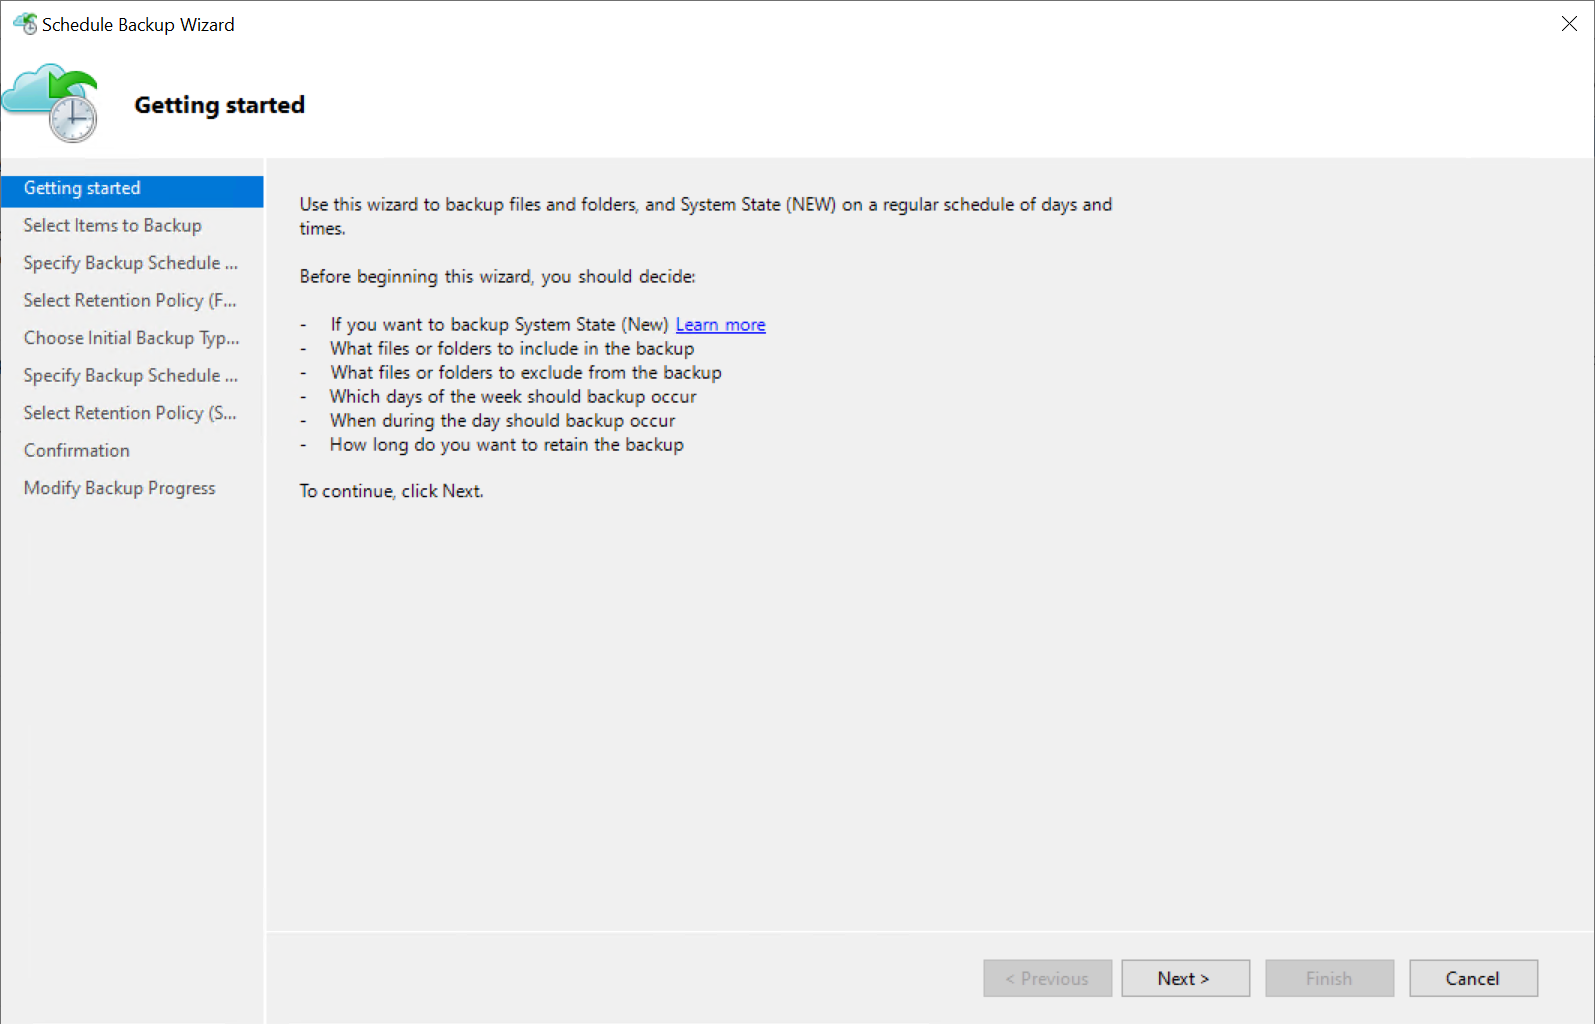 Schedule Backup Wizard
Getting started
Getting started
Select Items to Backup
Specify Backup Schedule ...
Select Retention Policy (F...
Choose Initial Backup Typ...
Specify Backup Schedule ...
Select Retention Policy (S...
Confirmation
Modify Backup Progress
Use this wizard to backup files and folders, and System State (NEW) on a regular schedule of days and
times.
Before beginning this wizard, you should decide:
- If you want to backup System State (New) Learn more
- What files or folders to include in the backup
- What files or folders to exclude from the backup
- Which days of the week should backup occur
- When during the day should backup occur
- How long do you want to retain the backup
To continue, click Next.
< Previous
Next >
Finish
Cancel